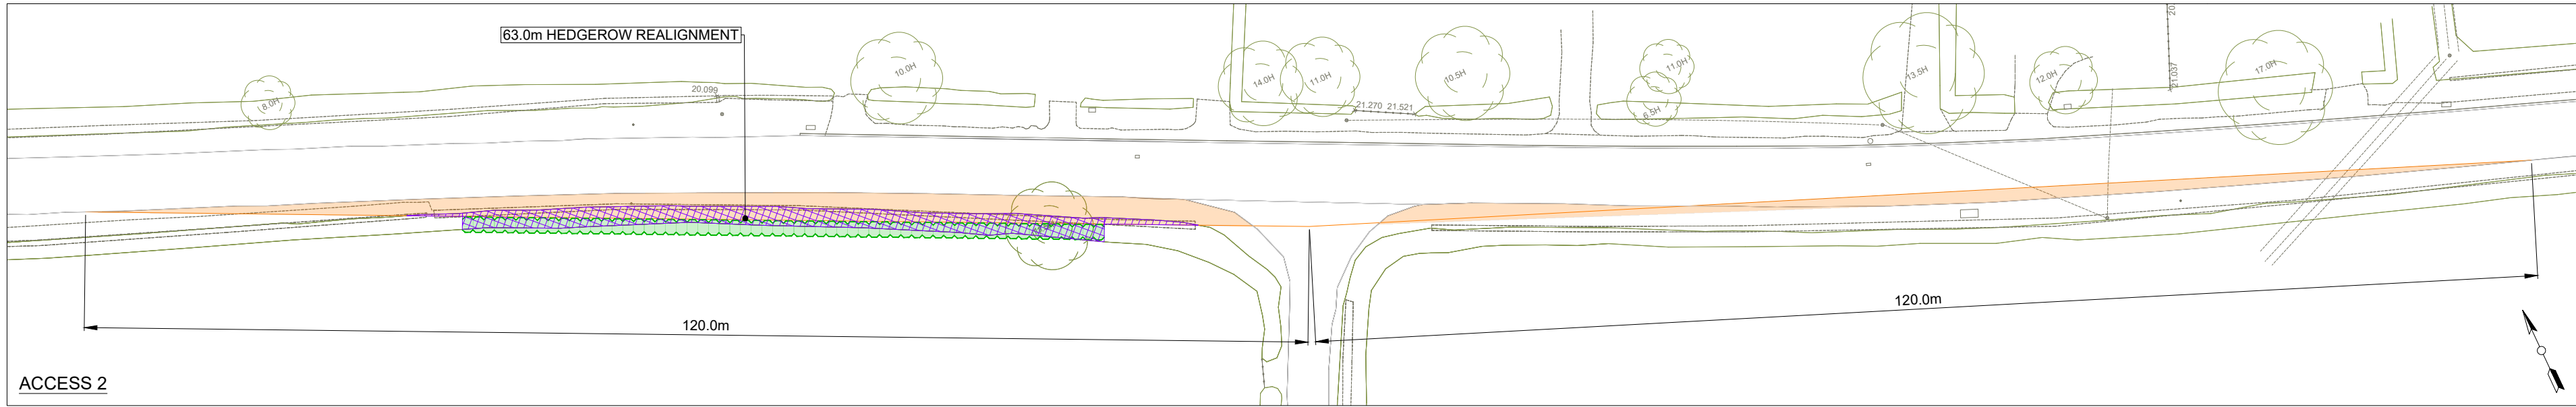 63.0m HEDGEROW REALIGNMENT
8.0H
20.099
10.0H
14.0H
11.0H
21.270 21.521
10.5H
11.0H
6.5H
13.5H
12.0H
20.
21.037
17.0H
120.0m
120.0m
ACCESS 2